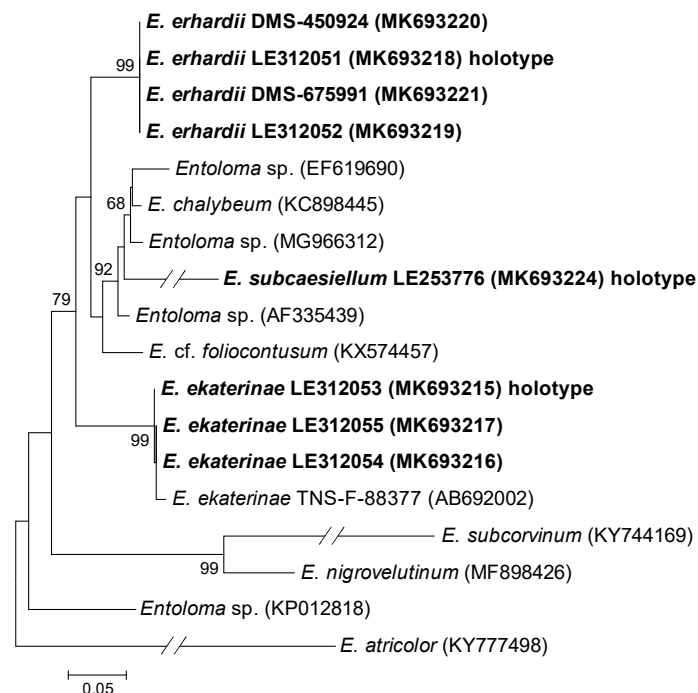 E. erhardii DMS-450924 (MK693220)
99
E. erhardii LE312051 (MK693218) holotype
E. erhardii DMS-675991 (MK693221)
E. erhardii LE312052 (MK693219)
Entoloma sp. (EF619690)
68
E. chalybeum (KC898445)
Entoloma sp. (MG966312)
92
E. subcaesiellum LE253776 (MK693224) holotype
79
Entoloma sp. (AF335439)
E. cf. foliocontusum (KX574457)
E. ekaterinae LE312053 (MK693215) holotype
E. ekaterinae LE312055 (MK693217)
99
E. ekaterinae LE312054 (MK693216)
E. ekaterinae TNS-F-88377 (AB692002)
E. subcorvinum (KY744169)
99
E. nigrovelutinum (MF898426)
Entoloma sp. (KP012818)
E. atricolor (KY777498)
0.05